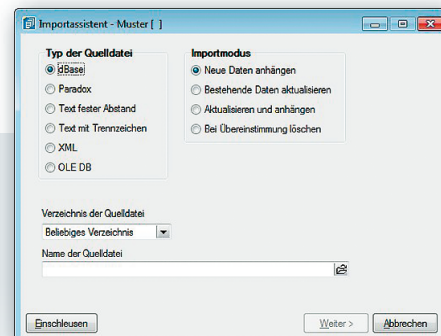 Importassistent - Muster [ ]
Typ der Quelldatei
dBase
Paradox
Text fester Abstand
Text mit Trennzeichen
XML
OLE DB
Importmodus
Neue Daten anhängen
Bestehende Daten aktualisieren
Aktualisieren und anhängen
Bei Übereinstimmung löschen
Verzeichnis der Quelldatei
Beliebiges Verzeichnis
Name der Quelldatei
Einschleusen
Weiter >
Abbrechen